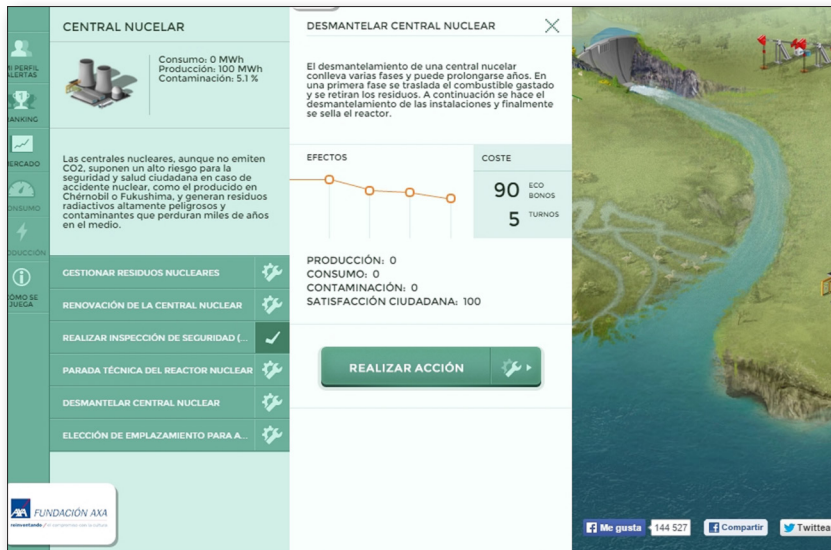 MI PERFIL
ALERTAS
RANKING
MERCADO
CONSUMO
PRODUCCIÓN
CÓMO SE
JUEGA
CENTRAL NUCELAR
Consumo: 0 MWh
Producción: 100 MWh
Contaminación: 5.1 %
Las centrales nucleares, aunque no emiten
CO2, suponen un alto riesgo para la
seguridad y salud ciudadana en caso de
accidente nuclear, como el producido en
Chérnobil o Fukushima, y generan residuos
radiactivos altamente peligrosos y
contaminantes que perduran miles de años
en el medio.
GESTIONAR RESIDUOS NUCLEARES
RENOVACIÓN DE LA CENTRAL NUCLEAR
REALIZAR INSPECCIÓN DE SEGURIDAD (...
PARADA TÉCNICA DEL REACTOR NUCLEAR
DESMANTELAR CENTRAL NUCLEAR
ELECCIÓN DE EMPLAZAMIENTO PARA A...
AXA FUNDACIÓN AXA
DESMANTELAR CENTRAL NUCLEAR
El desmantelamiento de una central nucelar
conlleva varias fases y puede prolongarse años. En
una primera fase se traslada el combustible gastado
y se retiran los residuos. A continuación se hace el
desmantelamiento de las instalaciones y finalmente
se sella el reactor.
EFECTOS
COSTE
90 ECO
BONOS
5 TURNOS
PRODUCCIÓN: 0
CONSUMO: 0
CONTAMINACIÓN: 0
SATISFACCIÓN CIUDADANA: 100
REALIZAR ACCIÓN
Me gusta 144 527 Compartir Twittea